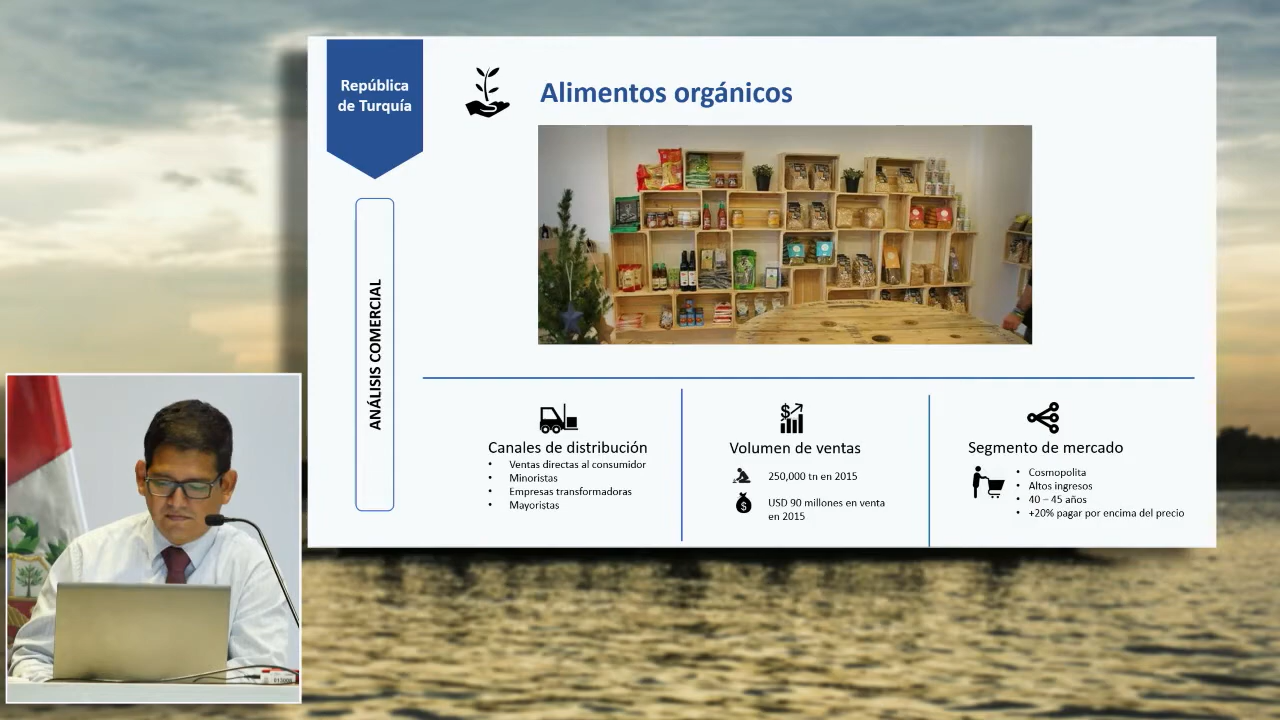 República
de Turquía
Alimentos orgánicos
ANÁLISIS COMERCIAL
Canales de distribución
• Ventas directas al consumidor
• Minoristas
• Empresas transformadoras
• Mayoristas
Volumen de ventas
250,000 tn en 2015
USD 90 millones en venta
en 2015
Segmento de mercado
• Cosmopolita
• Altos ingresos
• 40 – 45 años
• +20% pagar por encima del precio